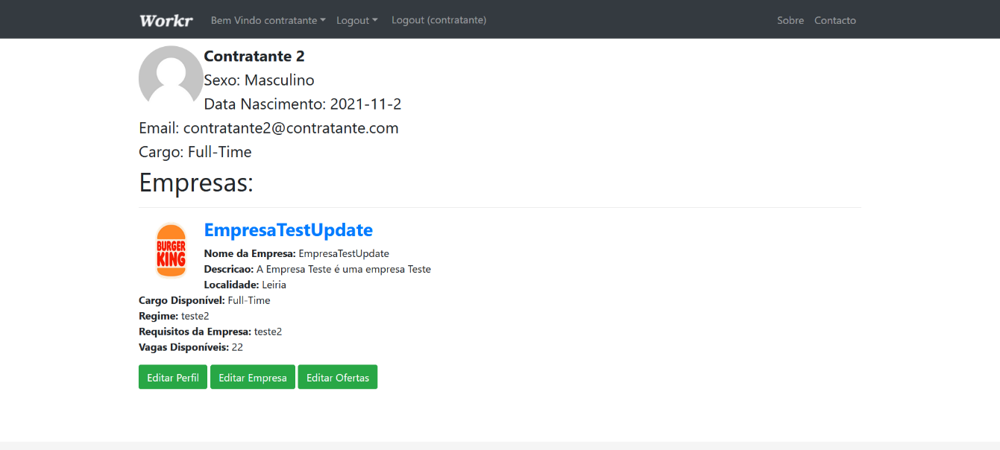 Workr Bem Vindo contratante Logout Logout (contratante) Sobre Contacto
Contratante 2
Sexo: Masculino
Data Nascimento: 2021-11-2
Email: contratante2@contratante.com
Cargo: Full-Time
Empresas:
BURGER
KING
EmpresaTestUpdate
Nome da Empresa: EmpresaTestUpdate
Descricao: A Empresa Teste é uma empresa Teste
Localidade: Leiria
Cargo Disponível: Full-Time
Regime: teste2
Requisitos da Empresa: teste2
Vagas Disponíveis: 22
Editar Perfil Editar Empresa Editar Ofertas